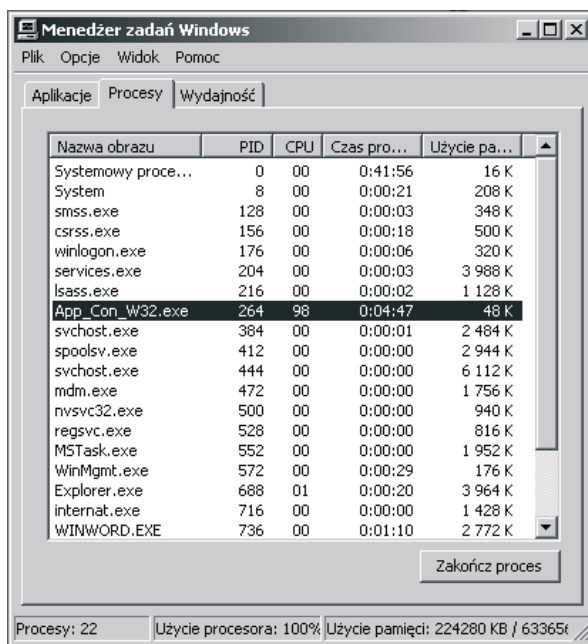 Menedżer zadań Windows
Plik Opcje Widok Pomoc
Aplikacje Procesy Wydajność
Nazwa obrazu PID CPU Czas pro... Użycie pa...
Systemowy proce... 0 00 0:41:56 16 K
System 8 00 0:00:21 208 K
smss.exe 128 00 0:00:03 348 K
csrss.exe 156 00 0:00:18 500 K
winlogon.exe 176 00 0:00:06 320 K
services.exe 204 00 0:00:03 3 988 K
lsass.exe 216 00 0:00:02 1 128 K
App_Con_W32.exe 264 98 0:04:47 48 K
svchost.exe 384 00 0:00:01 2 484 K
spoolsv.exe 412 00 0:00:00 2 944 K
svchost.exe 444 00 0:00:00 6 112 K
mdm.exe 472 00 0:00:00 1 756 K
nvsvc32.exe 500 00 0:00:00 940 K
regsvc.exe 528 00 0:00:00 816 K
MSTask.exe 552 00 0:00:00 1 952 K
WinMgmt.exe 572 00 0:00:29 176 K
Explorer.exe 688 01 0:00:20 3 964 K
internat.exe 716 00 0:00:00 1 428 K
WINWORD.EXE 736 00 0:01:10 2 772 K
Zakończ proces
Procesy: 22 Użycie procesora: 100% Użycie pamięci: 224280 KB / 63365